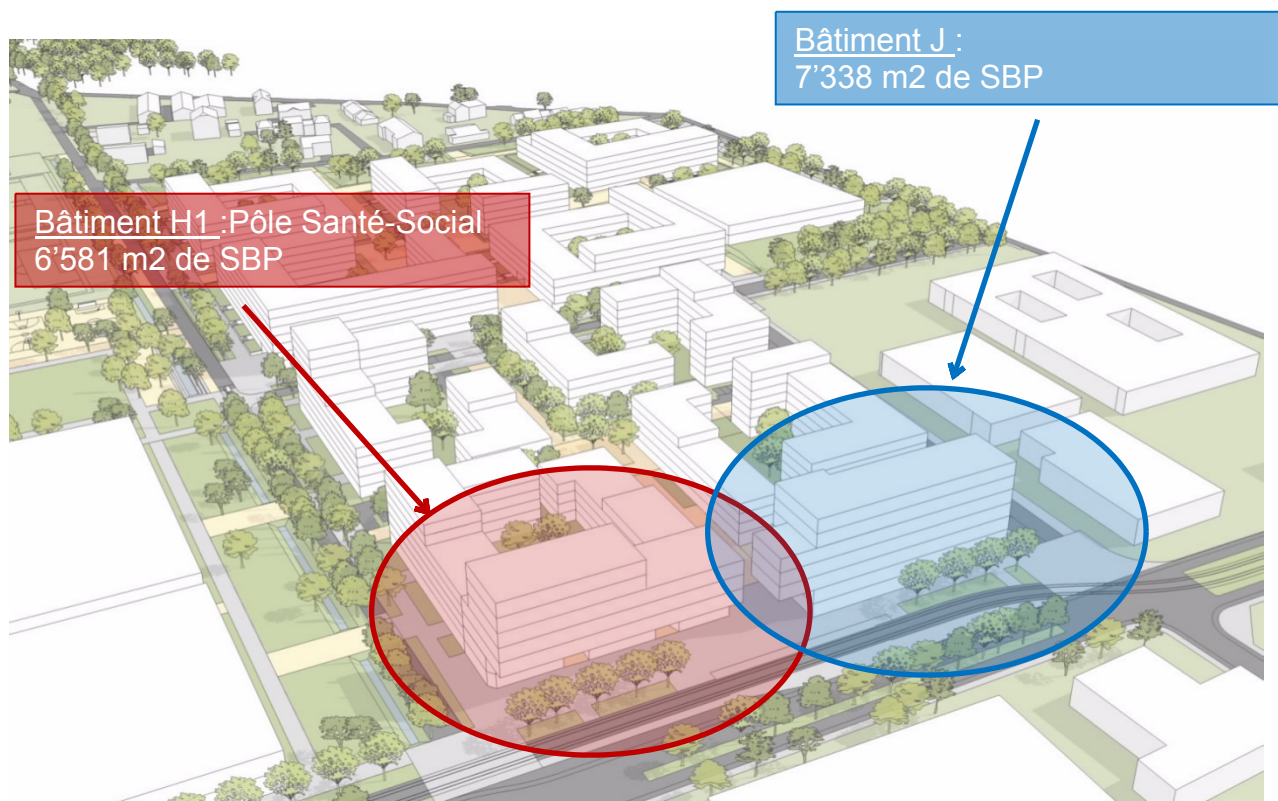 Bâtiment J :
7’338 m2 de SBP
Bâtiment H1 :Pôle Santé-Social
6’581 m2 de SBP